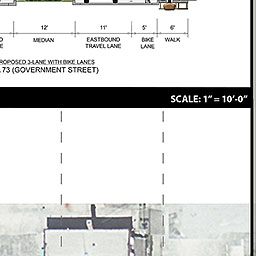 12' 11' 5' 6'
MEDIAN EASTBOUND TRAVEL LANE BIKE LANE WALK
ROPOSED 3-LANE WITH BIKE LANES
.73 (GOVERNMENT STREET)
SCALE: 1" = 10'-0"